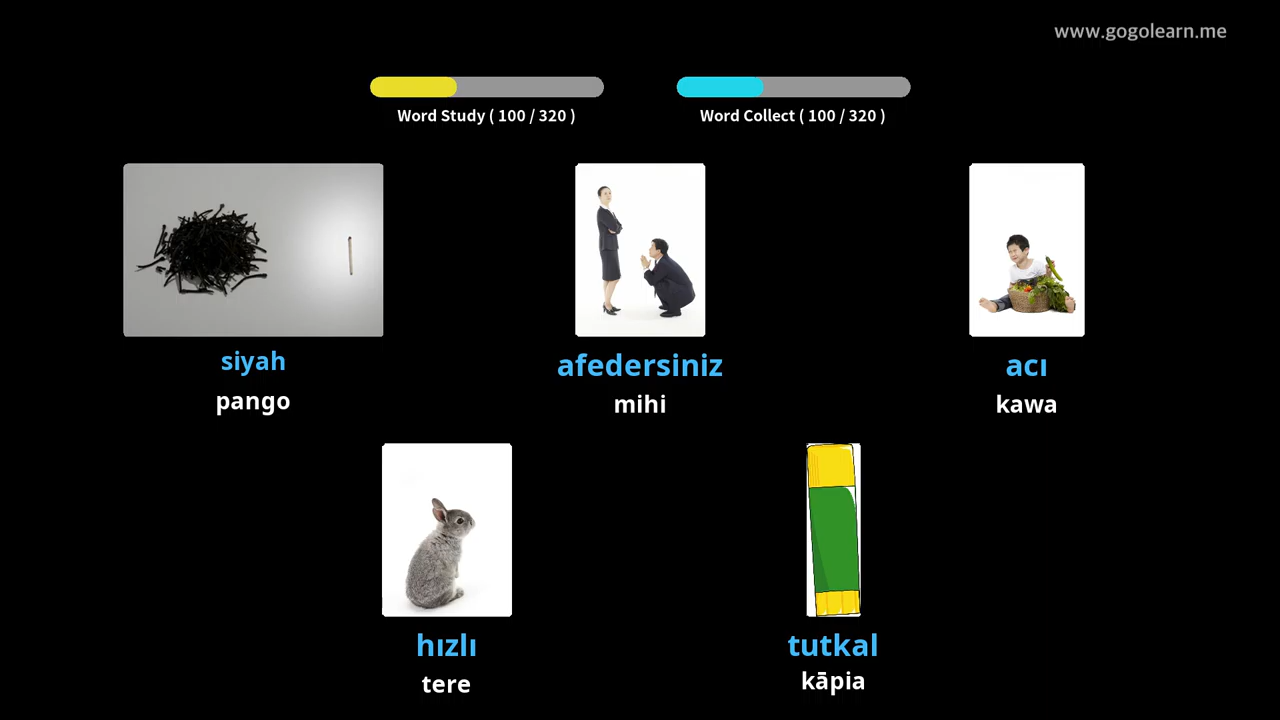 www.gogolearn.me
Word Study ( 100 / 320 )
Word Collect ( 100 / 320 )
siyah
pango
afedersiniz
mihi
acı
kawa
hızlı
tere
tutkal
kāpia